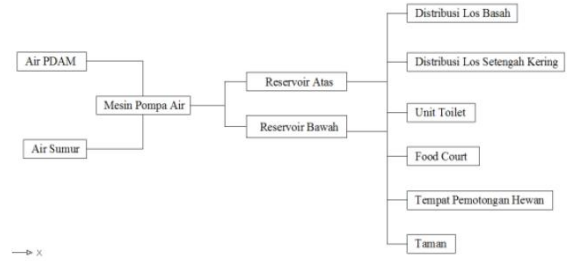 Air PDAM
Air Sumur
Mesin Pompa Air
Reservoir Atas
Reservoir Bawah
Distribusi Los Basah
Distribusi Los Setengah Kering
Unit Toilet
Food Court
Tempat Pemotongan Hewan
Taman
X